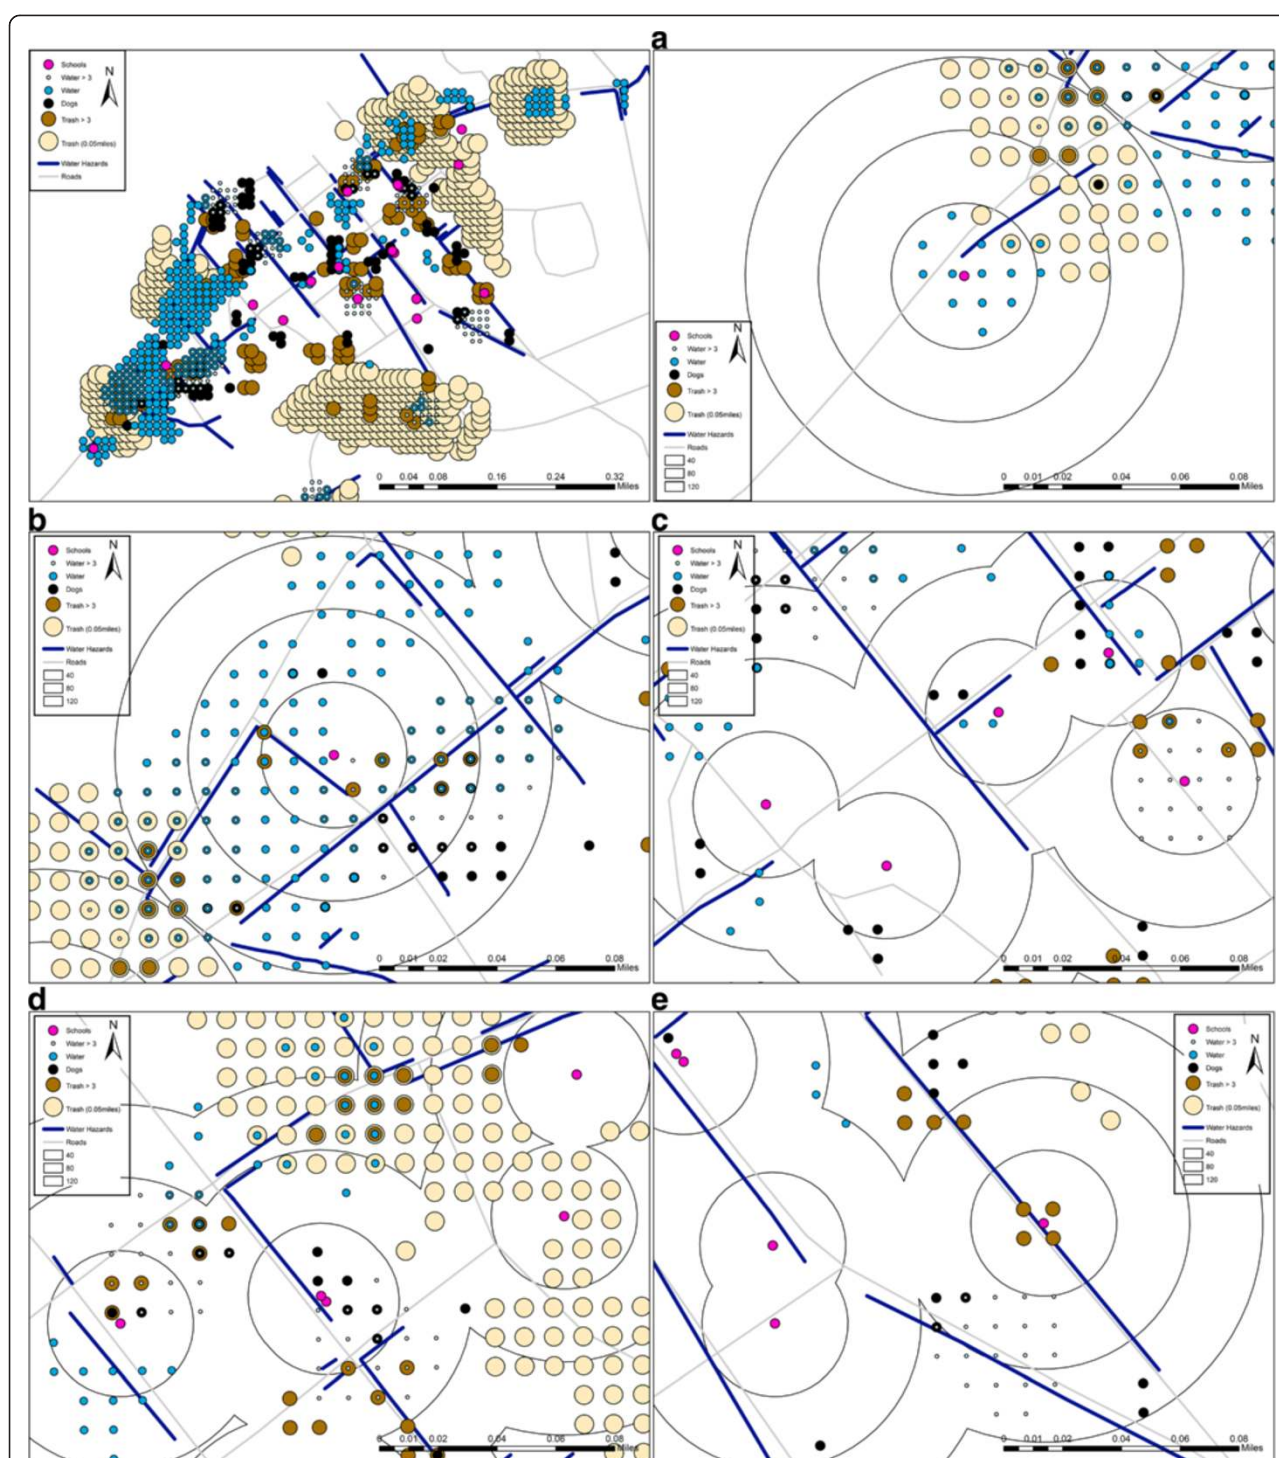 Schools
N
Water > 3
Water
Dogs
Trash > 3
Trash (0.05miles)
Water Hazards
Roads
0 0.04 0.08 0.16 0.24 0.32
Miles
a
N
Schools
Water > 3
Water
Dogs
Trash > 3
Trash (0.05miles)
Water Hazards
Roads
40
80
120
0 0.01 0.02 0.04 0.06 0.08
Miles
b
Schools
N
Water > 3
Water
Dogs
Trash > 3
Trash (0.05miles)
Water Hazards
Roads
40
80
120
0 0.01 0.02 0.04 0.06 0.08
Miles
c
Schools
N
Water > 3
Water
Dogs
Trash > 3
Trash (0.05miles)
Water Hazards
Roads
40
80
120
0 0.01 0.02 0.04 0.06 0.08
Miles
d
Schools
N
Water > 3
Water
Dogs
Trash > 3
Trash (0.05miles)
Water Hazards
Roads
40
80
120
0 0.01 0.02 0.04 0.06 0.08
Miles
e
Schools
N
Water > 3
Water
Dogs
Trash > 3
Trash (0.05miles)
Water Hazards
Roads
40
80
120
0 0.01 0.02 0.04 0.06 0.08
Miles